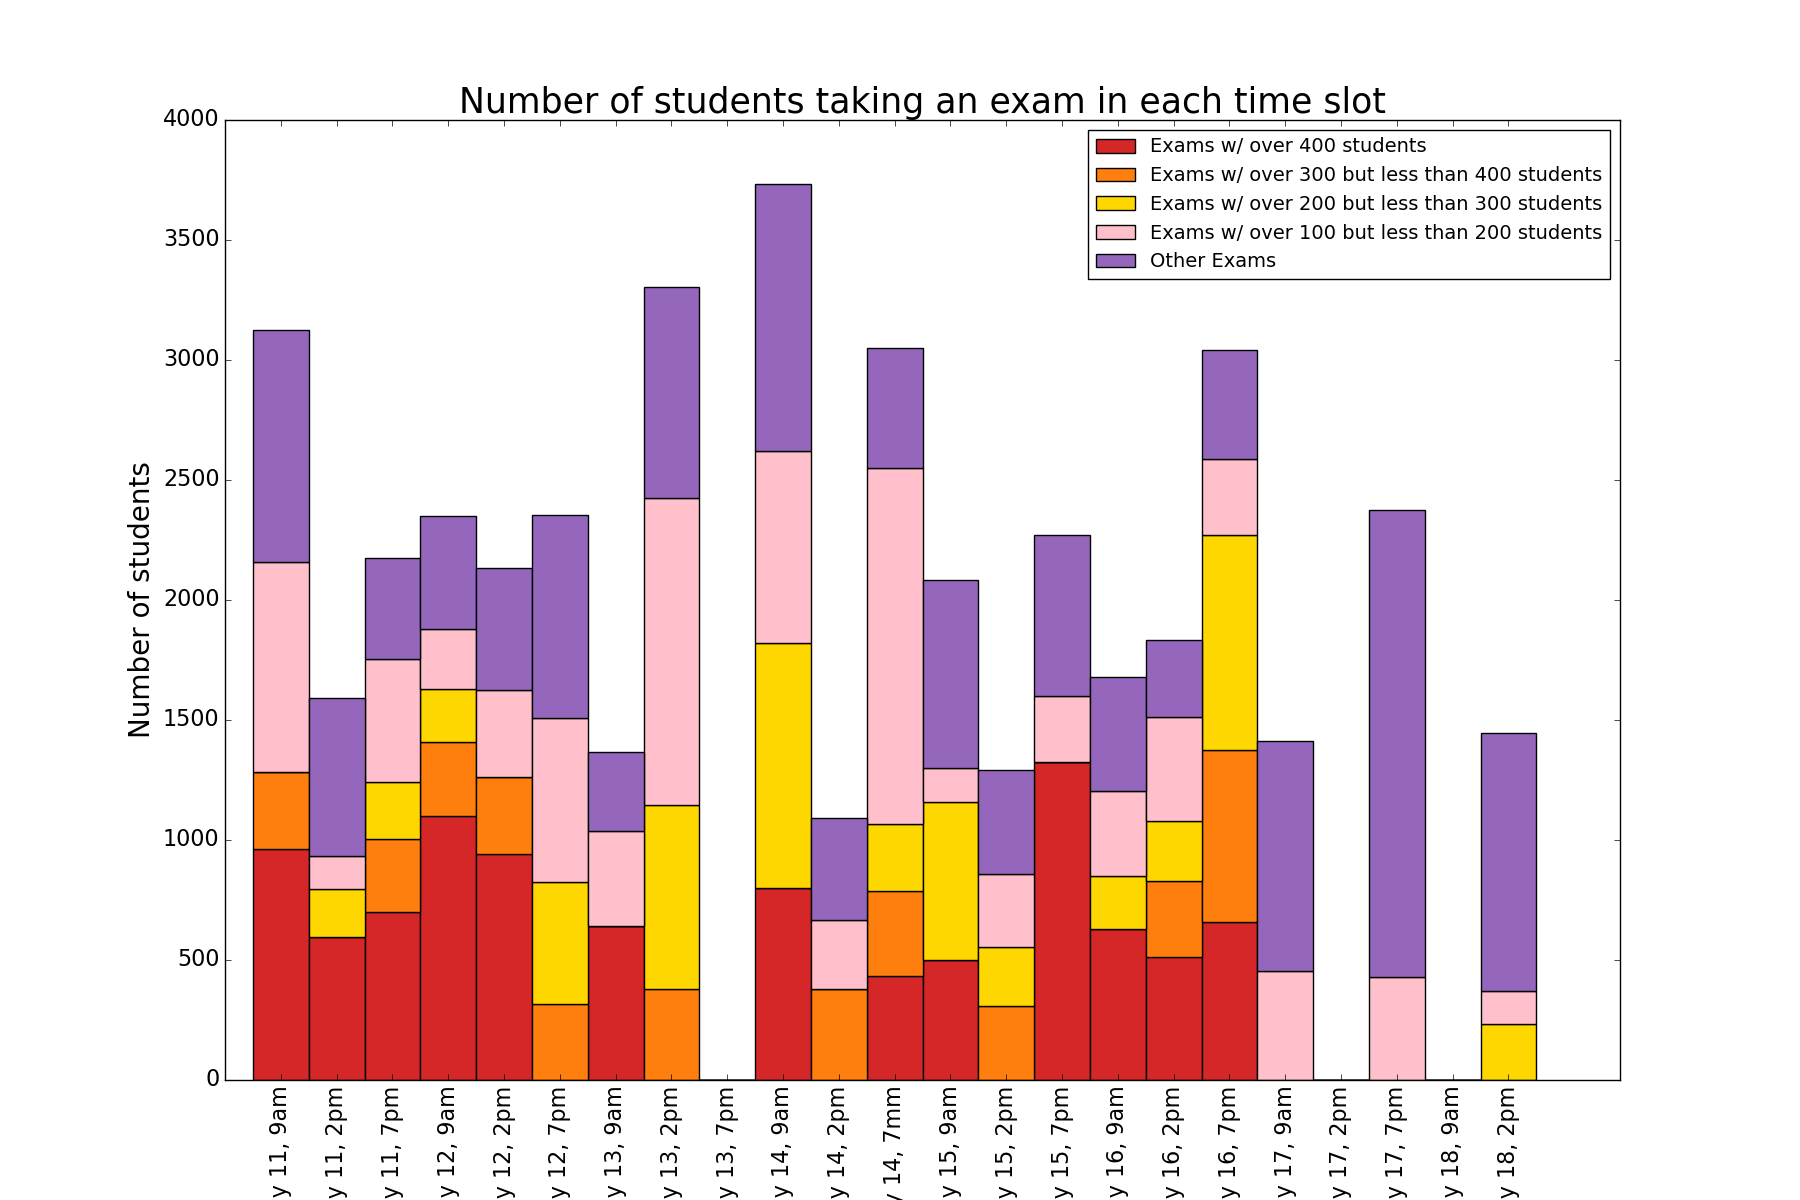 Number of students taking an exam in each time slot
Number of students
4000
3500
3000
2500
2000
1500
1000
500
0
Exams w/ over 400 students
Exams w/ over 300 but less than 400 students
Exams w/ over 200 but less than 300 students
Exams w/ over 100 but less than 200 students
Other Exams
y 11, 9am
y 11, 2pm
y 11, 7pm
y 12, 9am
y 12, 2pm
y 12, 7pm
y 13, 9am
y 13, 2pm
y 13, 7pm
y 14, 9am
y 14, 2pm
y 14, 7mm
y 15, 9am
y 15, 2pm
y 15, 7pm
y 16, 9am
y 16, 2pm
y 16, 7pm
y 17, 9am
y 17, 2pm
y 17, 7pm
y 18, 9am
y 18, 2pm